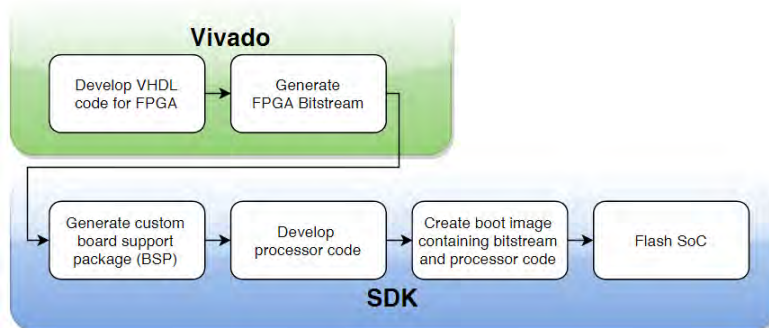 Vivado
Develop VHDL
code for FPGA
Generate
FPGA Bitstream
Generate custom
board support
package (BSP)
Develop
processor code
Create boot image
containing bitstream
and processor code
Flash SoC
SDK